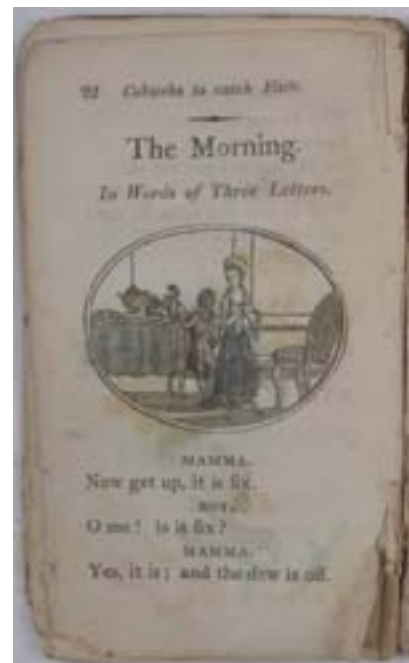 22 Cobwebs to catch Flies.
The Morning.
In Words of Three Letters.
MAMMA.
Now get up, it is six.
BOY.
O me! Is it six?
MAMMA.
Yes, it is; and the dew is off.